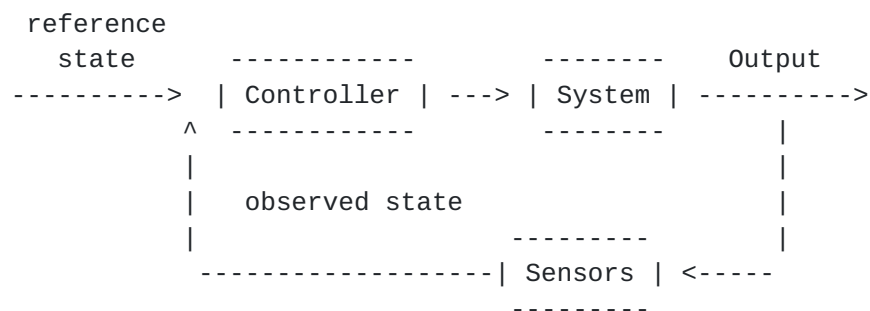 reference
state
Output
Controller
System
observed state
Sensors